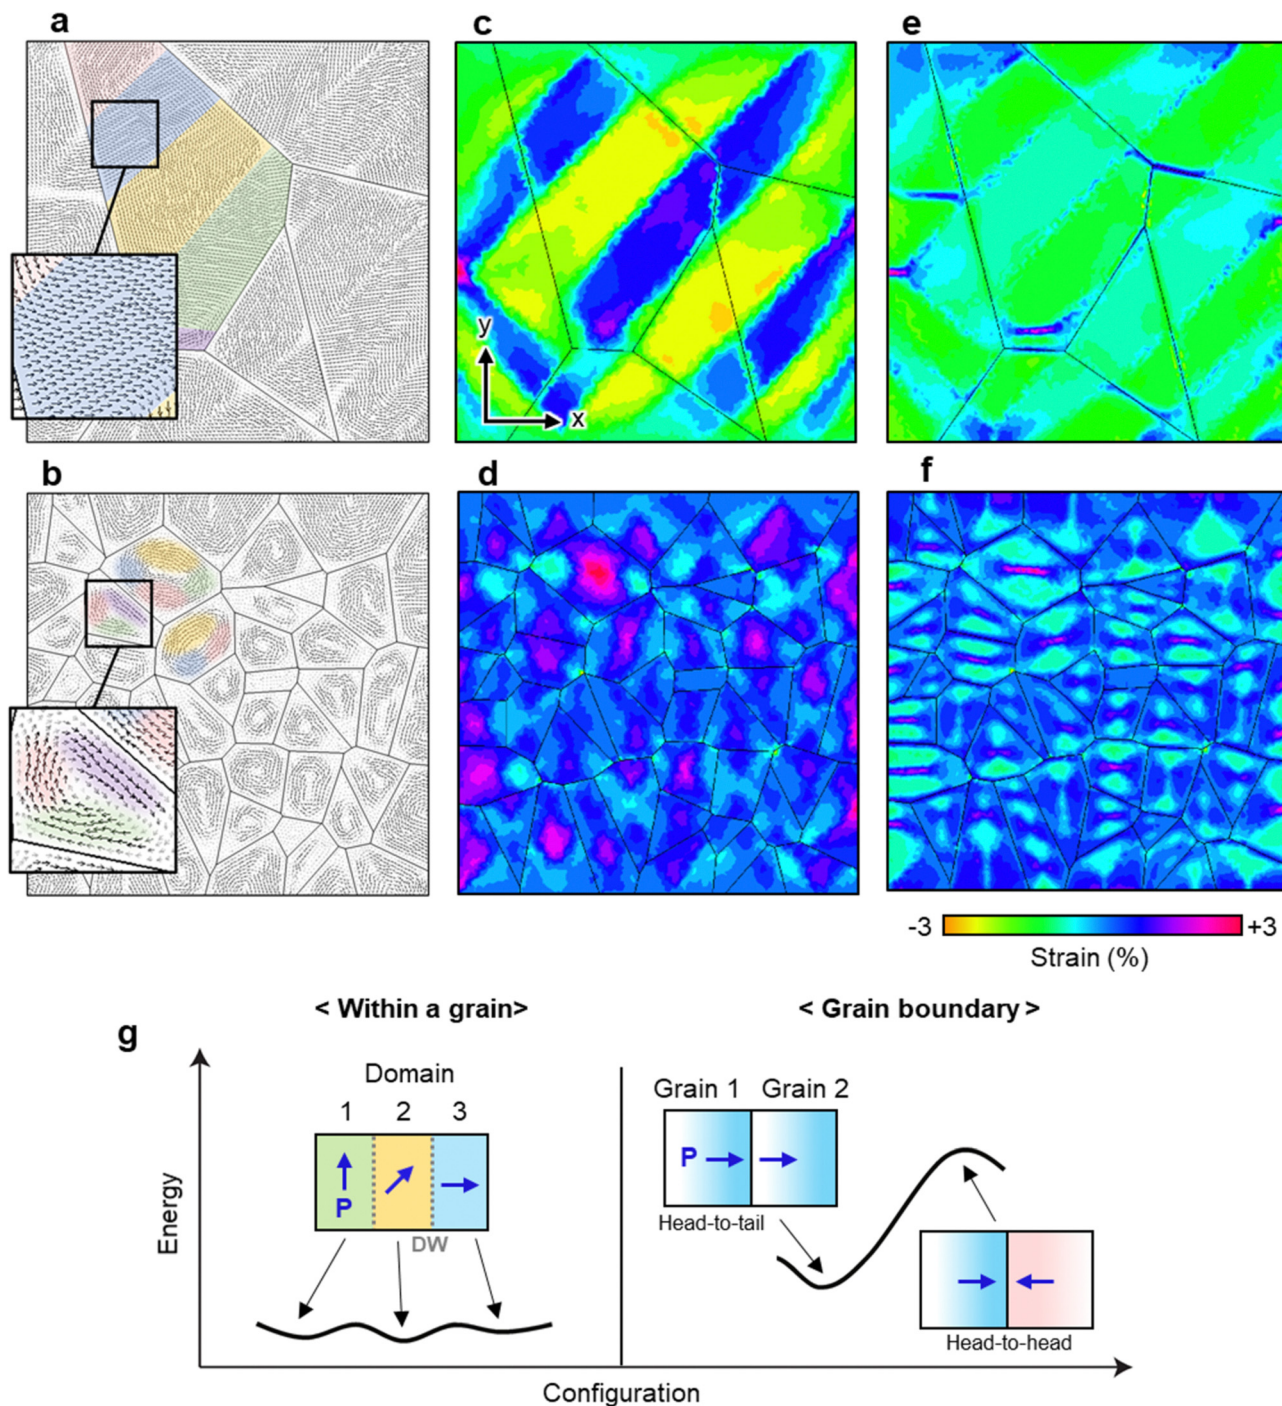 a
c
e
y
x
b
d
f
-3 +3
Strain (%)
< Within a grain> < Grain boundary >
g
Domain
1 2 3
P
DW
Grain 1 Grain 2
P
Head-to-tail
Head-to-head
Energy
Configuration